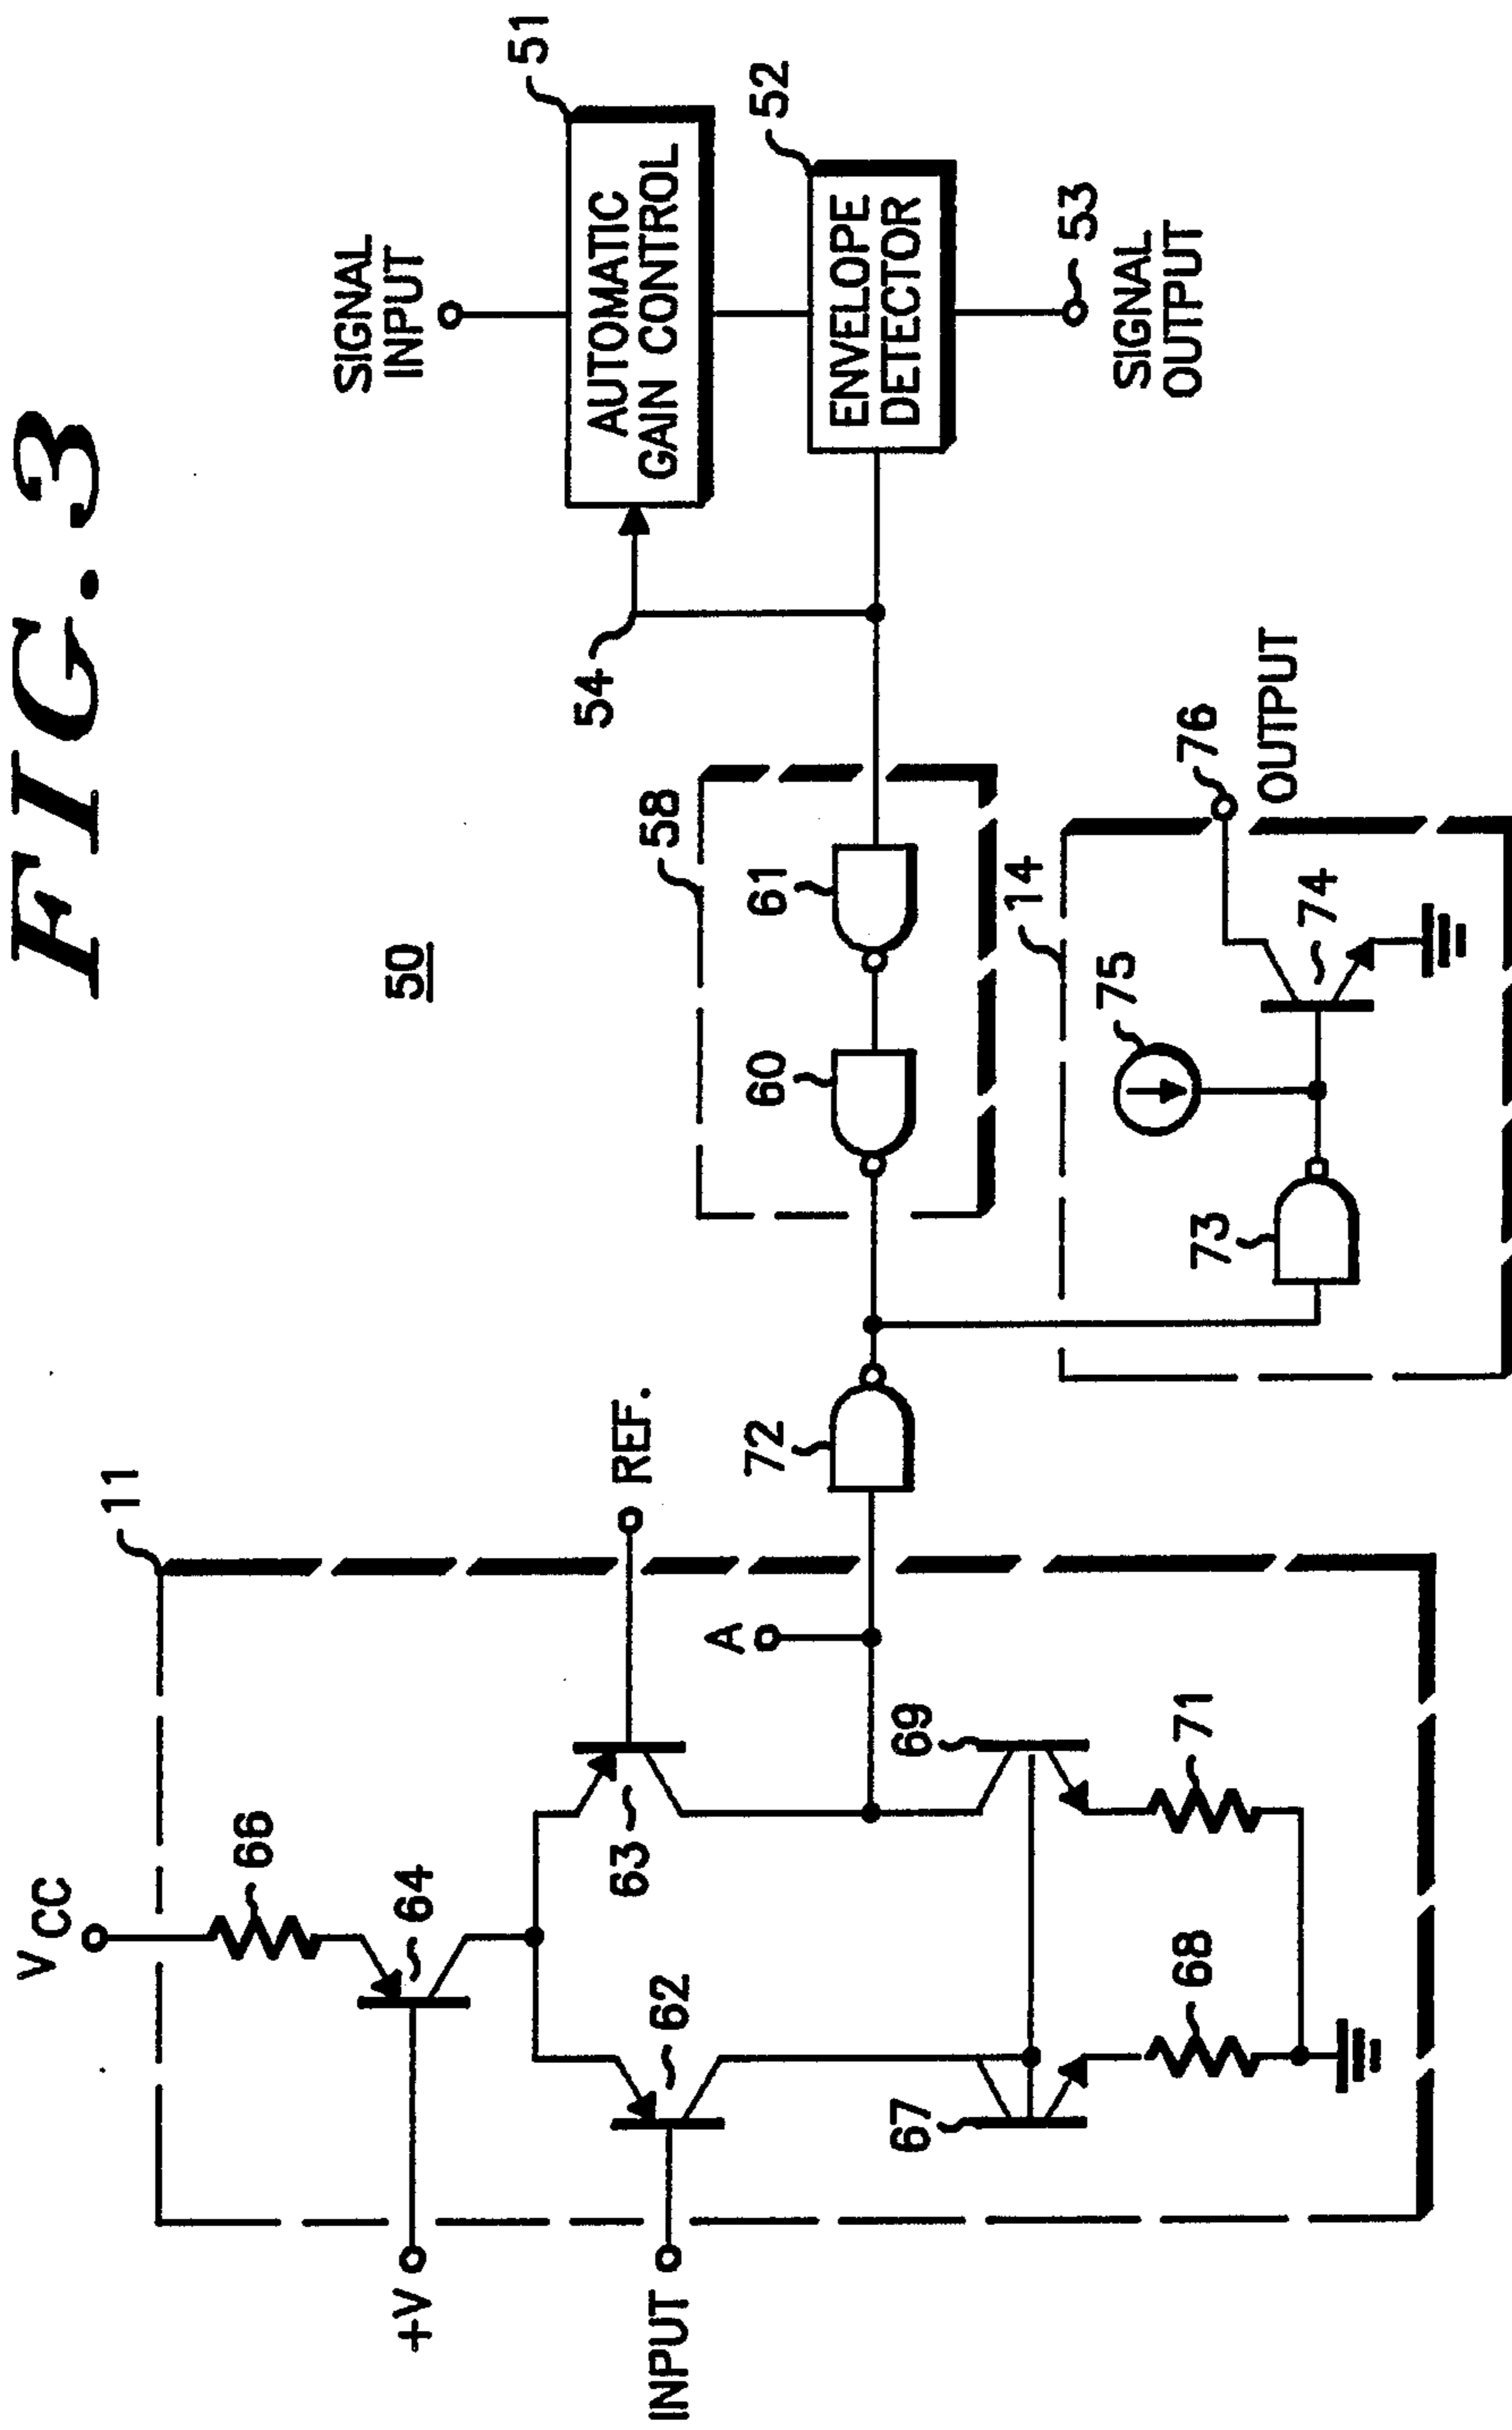 FIG. 3
50
VCC
11
66
64
+V
62
63
REF.
INPUT
A
67
69
68
71
72
58
60
61
14
73
75
74
76
OUTPUT
54
SIGNAL
INPUT
51
AUTOMATIC
GAIN CONTROL
52
ENVELOPE
DETECTOR
53
SIGNAL
OUTPUT